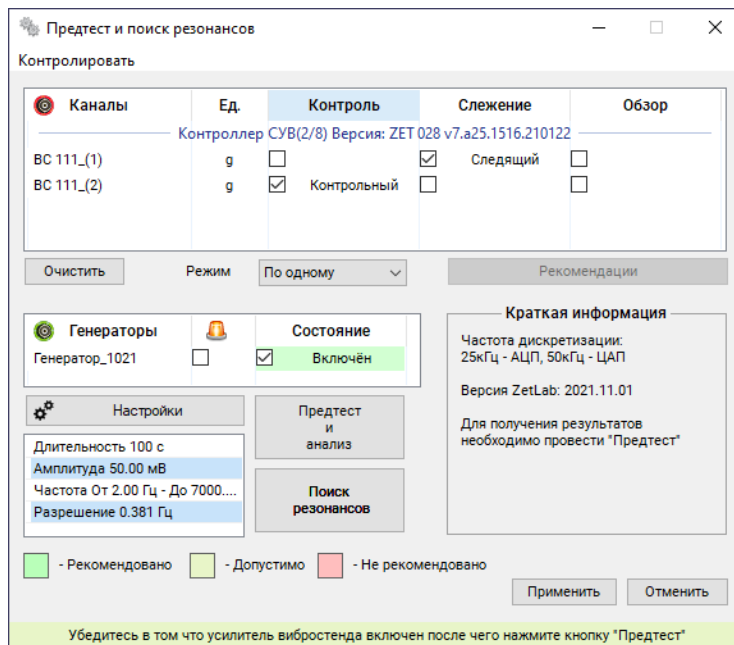 Предтест и поиск резонансов
Контролировать
Каналы Ед. Контроль Слежение Обзор
Контроллер СУВ(2/8) Версия: ZET 028 v7.a25.1516.210122
BC 111_(1) g Следящий
BC 111_(2) g Контрольный
Очистить Режим По одному Рекомендации
Генераторы Состояние
Генератор_1021 Включён
Настройки
Длительность 100 с
Амплитуда 50.00 мВ
Частота От 2.00 Гц - До 7000....
Разрешение 0.381 Гц
Предтест
и
анализ
Поиск
резонансов
Краткая информация
Частота дискретизации:
25кГц - АЦП, 50кГц - ЦАП
Версия ZetLab: 2021.11.01
Для получения результатов
необходимо провести "Предтест"
- Рекомендовано - Допустимо - Не рекомендовано
Применить Отменить
Убедитесь в том что усилитель вибростенда включен после чего нажмите кнопку "Предтест"